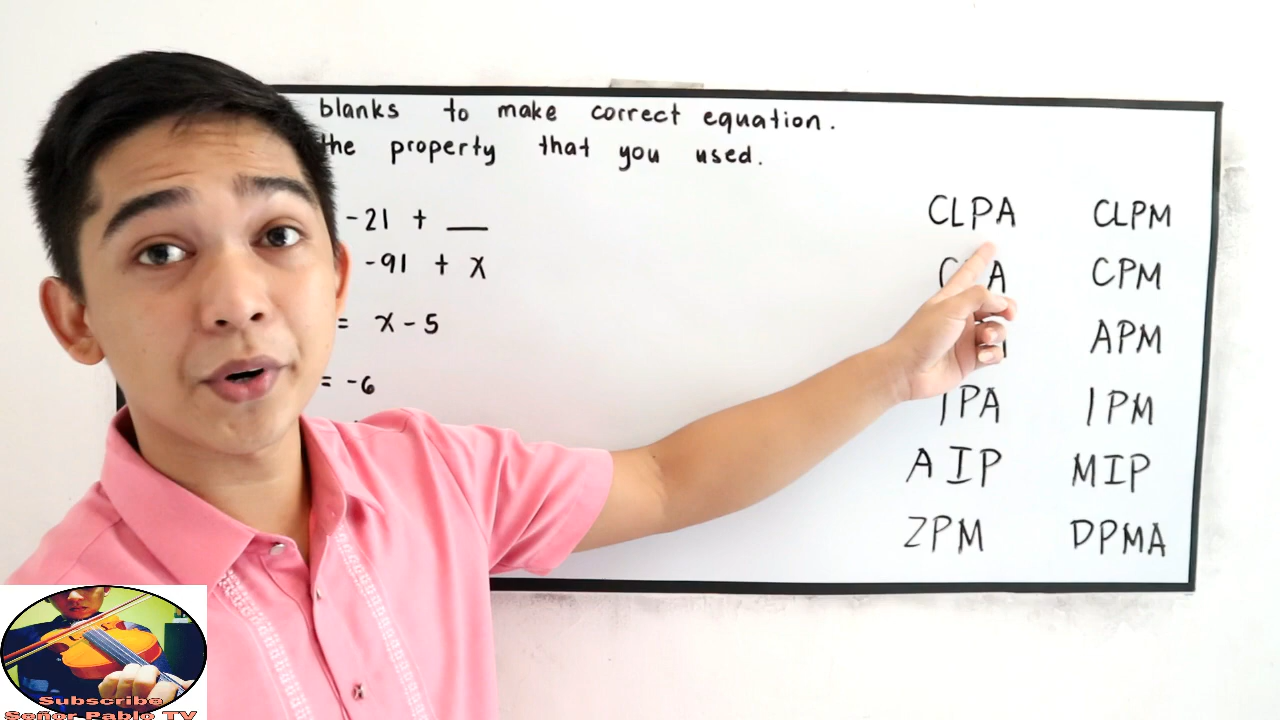 blanks to make correct equation.
the property that you used.
-21 + __
-91 + x
= x - 5
= -6
CLPA CLPM
CPM
APM
IPA IPM
AIP MIP
ZPM DPMA
Subscribe
Señor Pablo TV